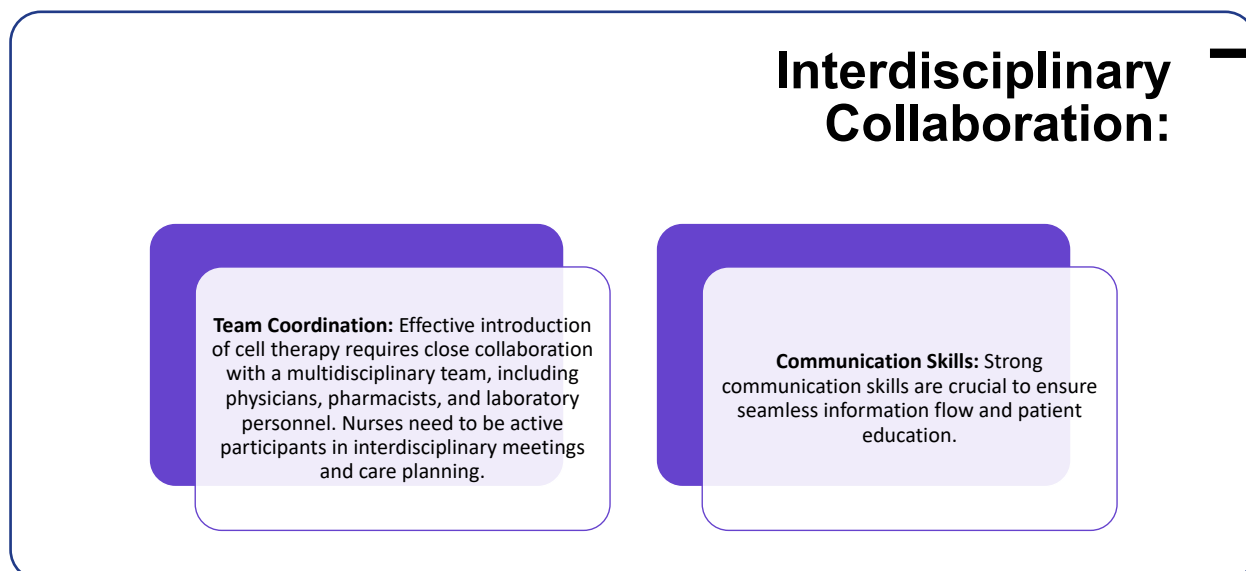 Interdisciplinary
Collaboration:
Team Coordination: Effective introduction
of cell therapy requires close collaboration
with a multidisciplinary team, including
physicians, pharmacists, and laboratory
personnel. Nurses need to be active
participants in interdisciplinary meetings
and care planning.
Communication Skills: Strong
communication skills are crucial to ensure
seamless information flow and patient
education.